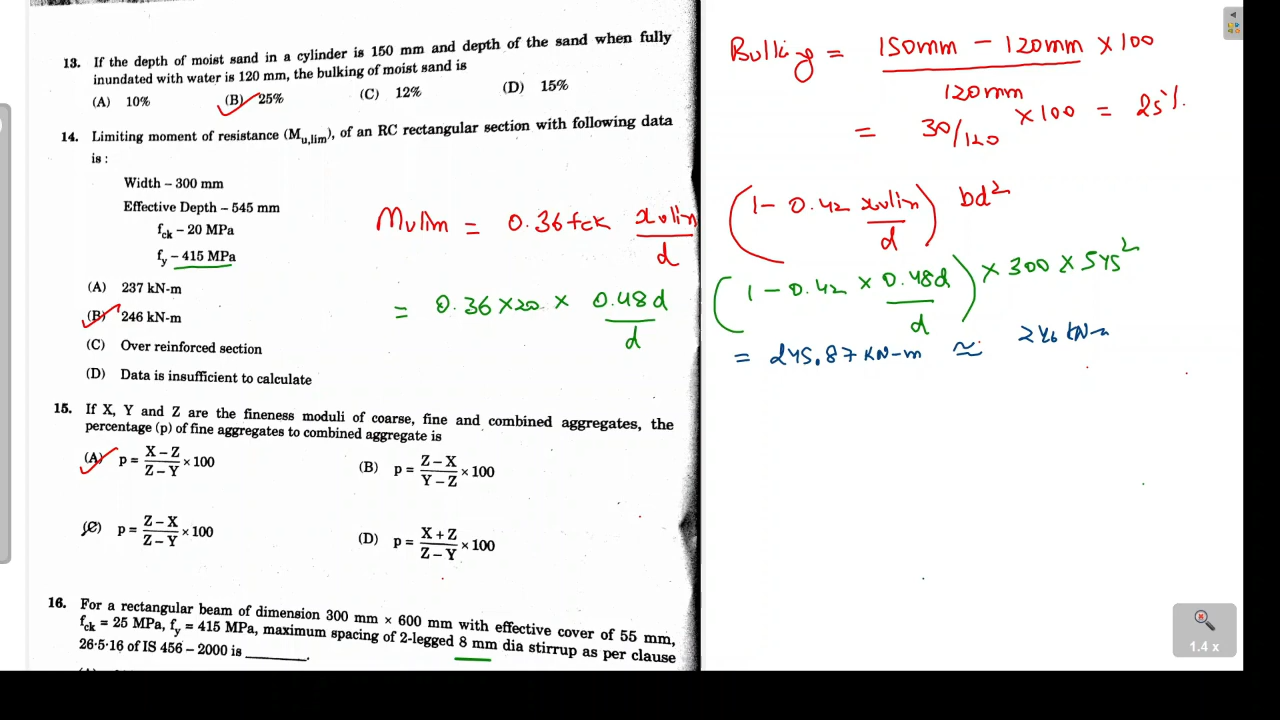 13. If the depth of moist sand in a cylinder is 150 mm and depth of the sand when fully
inundated with water is 120 mm, the bulking of moist sand is
(A) 10% (B) 25% (C) 12% (D) 15%
14. Limiting moment of resistance (Mu,lim), of an RC rectangular section with following data
is :
Width – 300 mm
Effective Depth – 545 mm
fck – 20 MPa
fy – 415 MPa
(A) 237 kN-m
(B) 246 kN-m
(C) Over reinforced section
(D) Data is insufficient to calculate
15. If X, Y and Z are the fineness moduli of coarse, fine and combined aggregates, the
percentage (p) of fine aggregates to combined aggregate is
(A) p = X – Z / Z – Y × 100 (B) p = Z – X / Y – Z × 100
(C) p = Z – X / Z – Y × 100 (D) p = X + Z / Z – Y × 100
16. For a rectangular beam of dimension 300 mm × 600 mm with effective cover of 55 mm,
fck = 25 MPa, fy = 415 MPa, maximum spacing of 2-legged 8 mm dia stirrup as per clause
26·5·16 of IS 456 – 2000 is ________.
Bulking = 150mm – 120mm / 120mm × 100
= 30/120 × 100 = 25%
Mulim = 0.36 fck xulim / d (1 – 0.42 xulim / d) bd²
= 0.36 × 20 × 0.48d / d (1 – 0.42 × 0.48d / d) × 300 × 545²
= 245.87 KN-m ≈ 246 KN-m
1.4 x